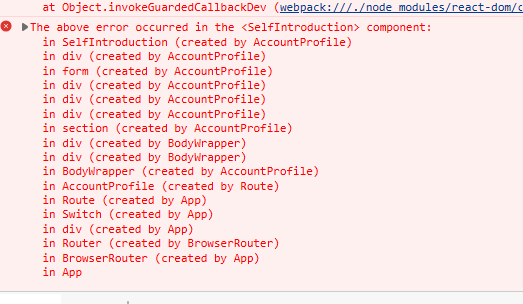 at Object.invokeGuardedCallbackDev (webpack:///./node_modules/react-dom/c
The above error occurred in the <SelfIntroduction> component:
in SelfIntroduction (created by AccountProfile)
in div (created by AccountProfile)
in form (created by AccountProfile)
in div (created by AccountProfile)
in div (created by AccountProfile)
in div (created by AccountProfile)
in section (created by AccountProfile)
in div (created by BodyWrapper)
in div (created by BodyWrapper)
in BodyWrapper (created by AccountProfile)
in AccountProfile (created by Route)
in Route (created by App)
in Switch (created by App)
in div (created by App)
in Router (created by BrowserRouter)
in BrowserRouter (created by App)
in App